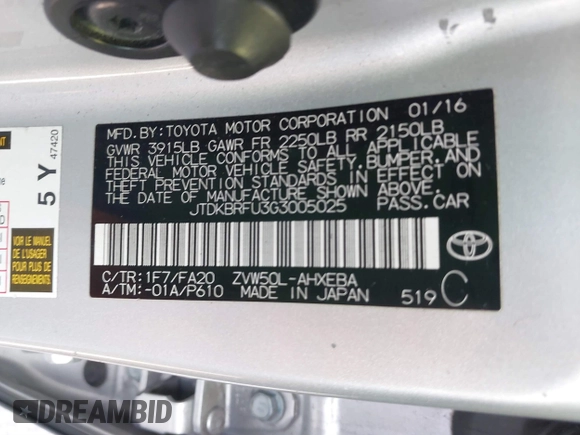 MFD.BY:TOYOTA MOTOR CORPORATION 01/16
GVWR 3915LB GAWR FR 2250LB RR 2150LB
THIS VEHICLE CONFORMS TO ALL APPLICABLE
FEDERAL MOTOR VEHICLE SAFETY,BUMPER,AND
THEFT PREVENTION STANDARDS IN EFFECT ON
THE DATE OF MANUFACTURE SHOWN ABOVE.
JTDKBRFU3G3005025 PASS.CAR
TOYOTA
C/TR:1F7/FA20 ZVW50L-AHXEBA
A/TM:-01A/P610 MADE IN JAPAN 519 C
5 Y
47420
VOIR LE
MANUEL DE
L'USAGER
POUR PLUS DE
RENSEIGNEMENTS
DREAMBID